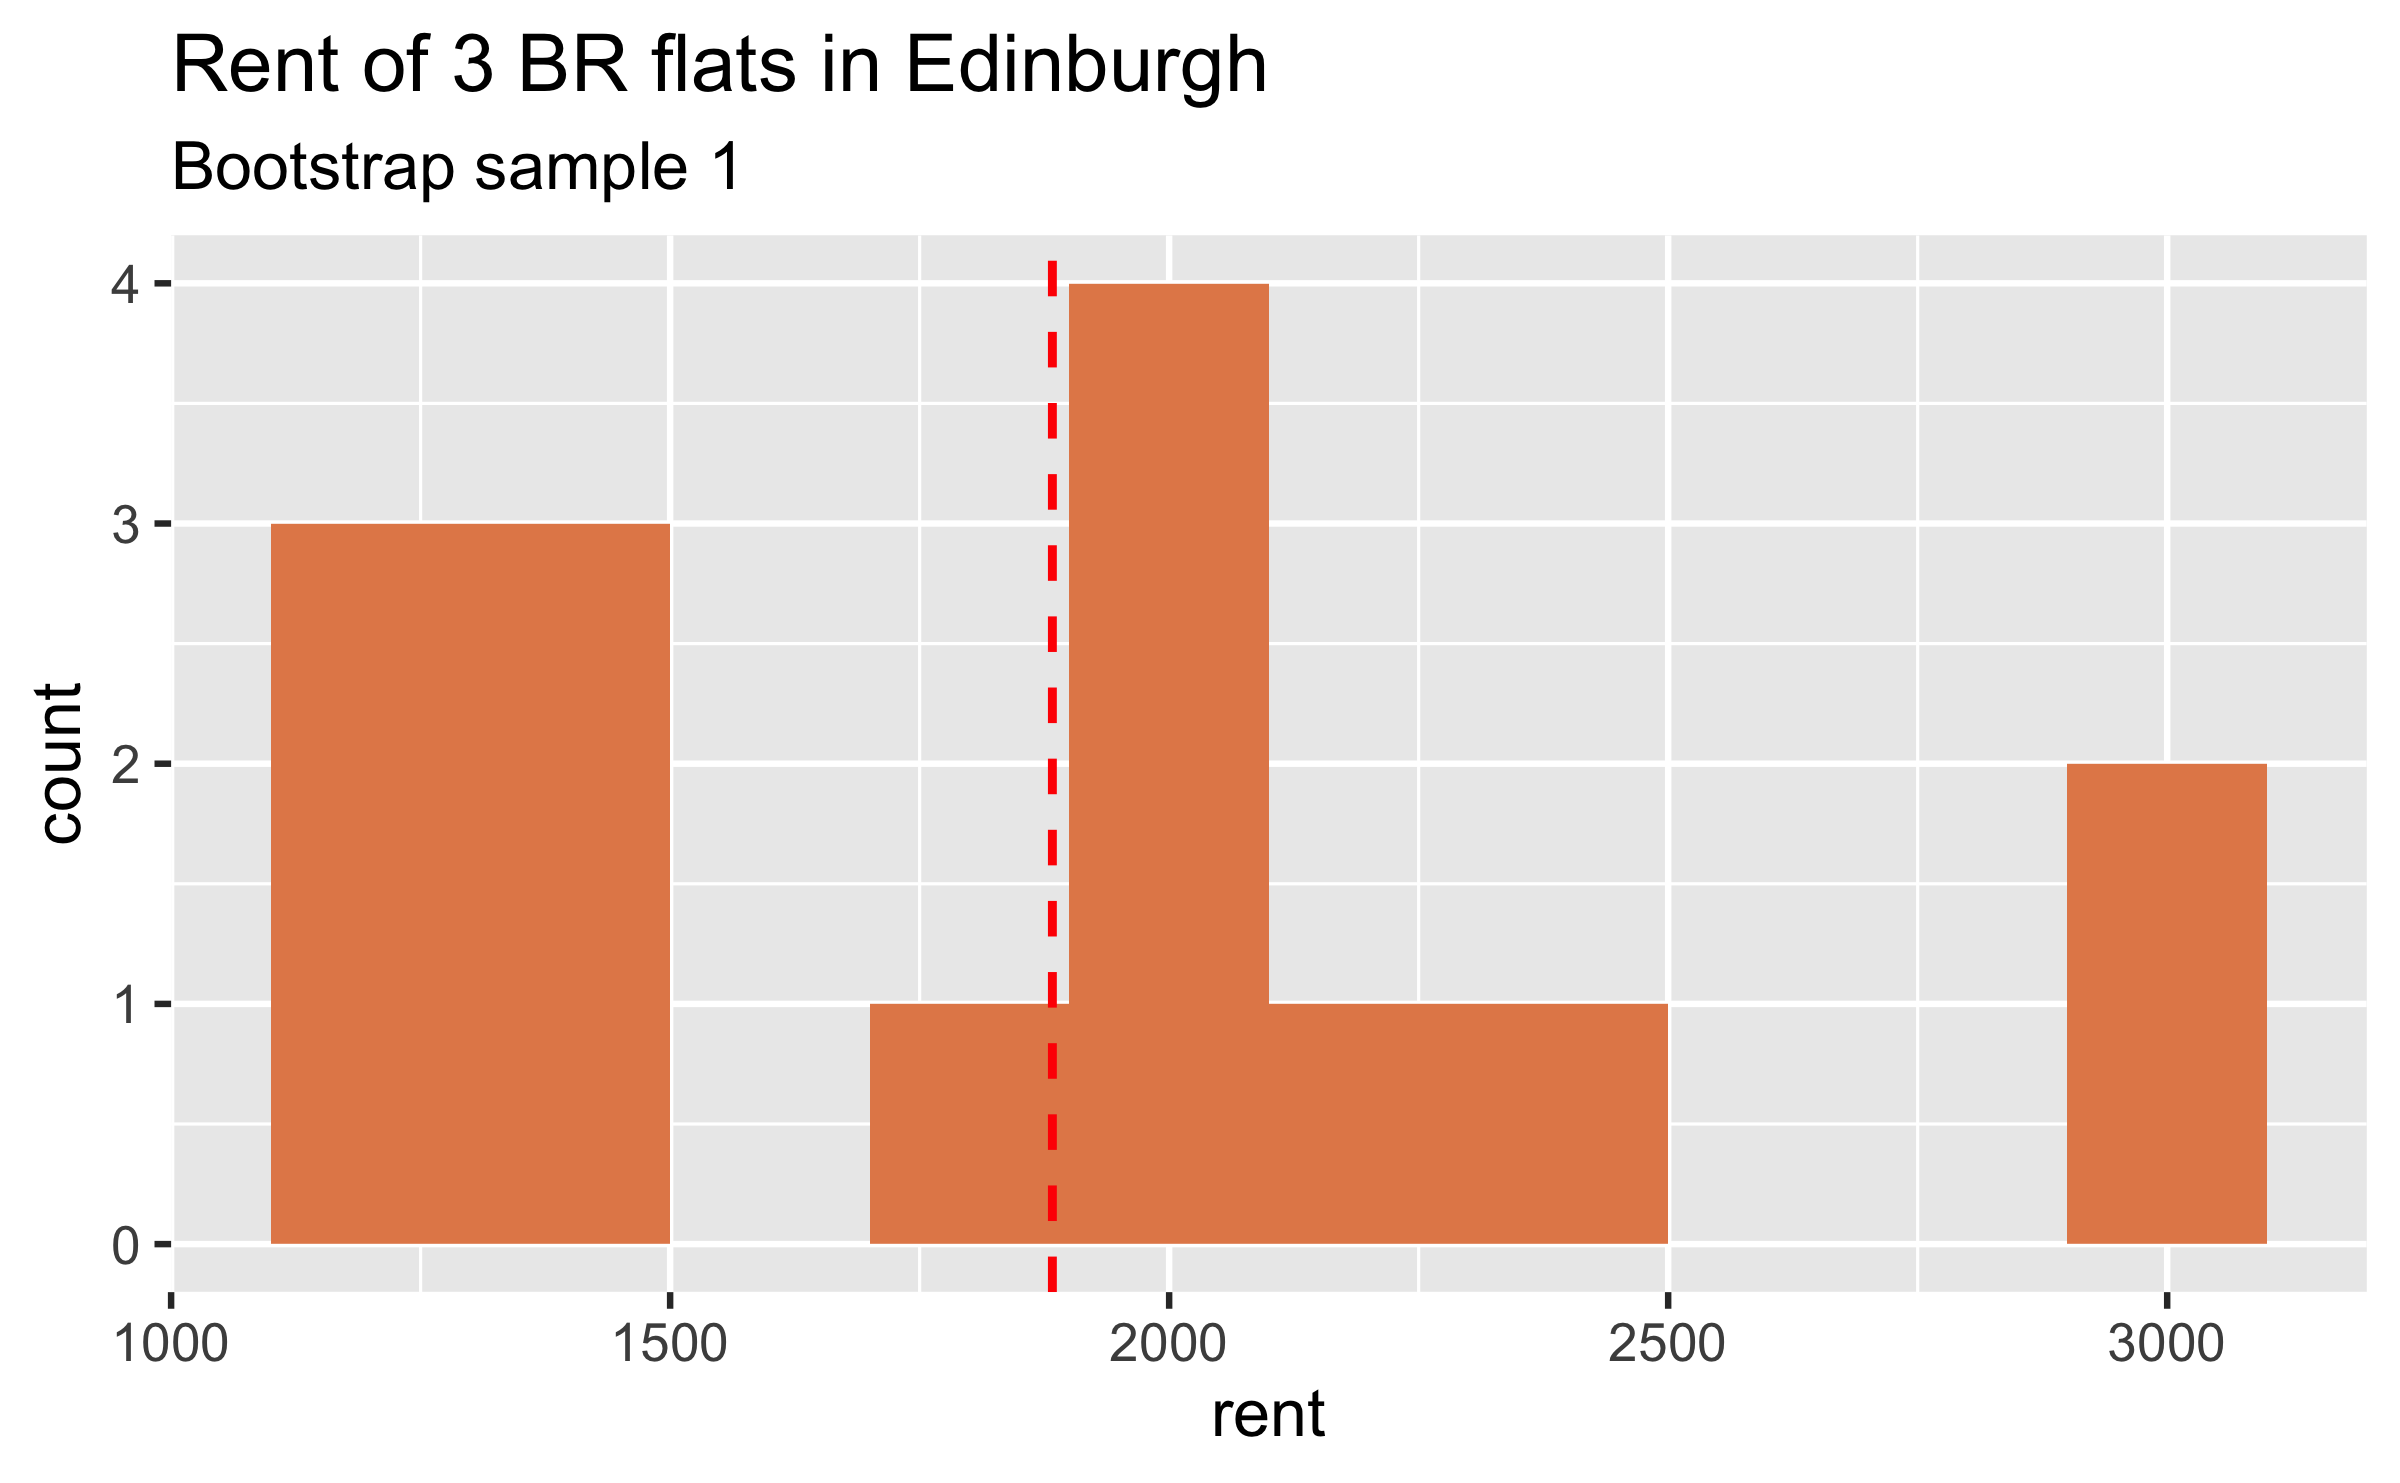 Rent of 3 BR flats in Edinburgh
Bootstrap sample 1
4
3
2
1
0
count
1000 1500 2000 2500 3000
rent